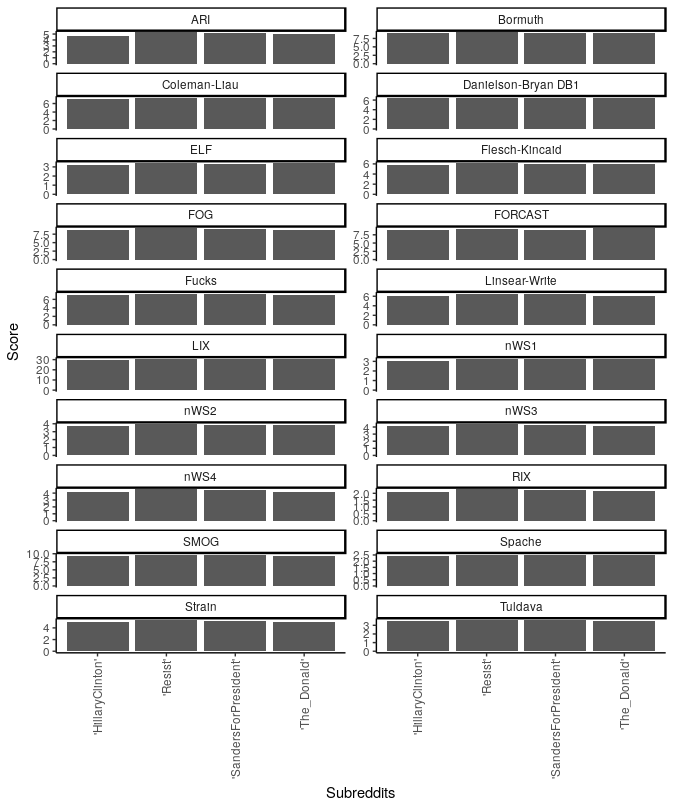 ARI
Bormuth
5
4
3
2
1
0
7.5
5.0
2.5
0.0
Coleman-Liau
Danielson-Bryan DB1
6
4
2
0
6
4
2
0
ELF
Flesch-Kincaid
3
2
1
0
6
4
2
0
FOG
FORCAST
7.5
5.0
2.5
0.0
7.5
5.0
2.5
0.0
Fucks
Linsear-Write
6
4
2
0
6
4
2
0
LIX
nWS1
30
20
10
0
3
2
1
0
nWS2
nWS3
4
3
2
1
0
4
3
2
1
0
nWS4
RIX
4
3
2
1
0
2.0
1.5
1.0
0.5
0.0
SMOG
Spache
10.0
7.5
5.0
2.5
0.0
2.5
2.0
1.5
1.0
0.5
0.0
Strain
Tuldava
4
2
0
3
2
1
0
Score
'HillaryClinton'
'Resist'
'SandersForPresident'
'The_Donald'
'HillaryClinton'
'Resist'
'SandersForPresident'
'The_Donald'
Subreddits